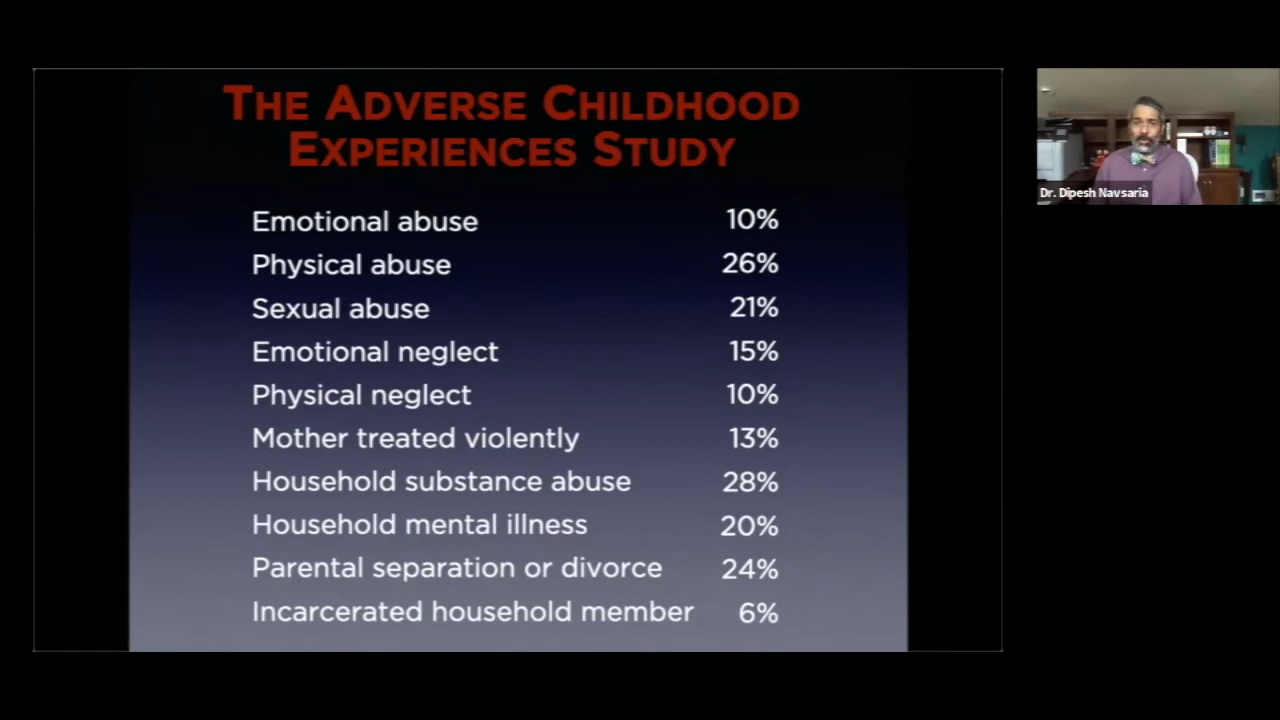 THE ADVERSE CHILDHOOD
EXPERIENCES STUDY
Emotional abuse 10%
Physical abuse 26%
Sexual abuse 21%
Emotional neglect 15%
Physical neglect 10%
Mother treated violently 13%
Household substance abuse 28%
Household mental illness 20%
Parental separation or divorce 24%
Incarcerated household member 6%
Dr. Dipesh Navsaria